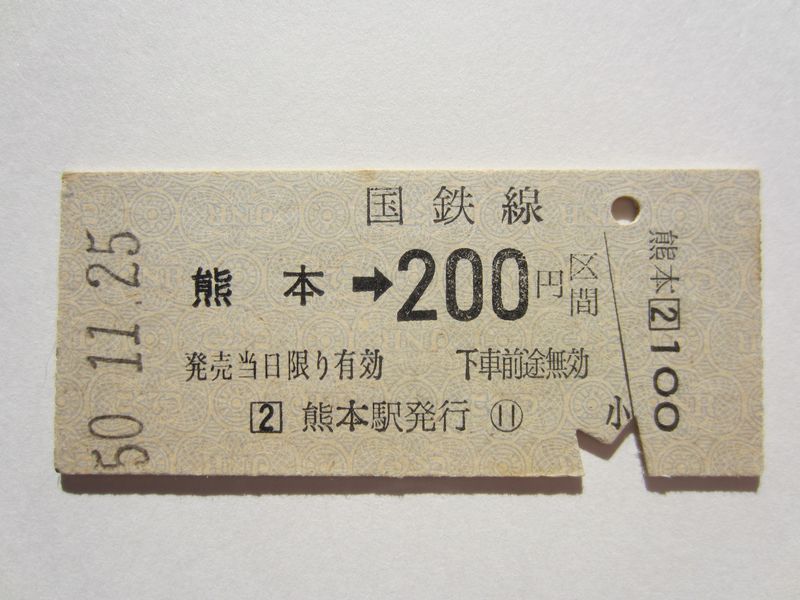 国鉄線
熊本➡200円区間
発売当日限り有効 下車前途無効
2 熊本駅発行 ⑪
小
熊本2100
50 11.25